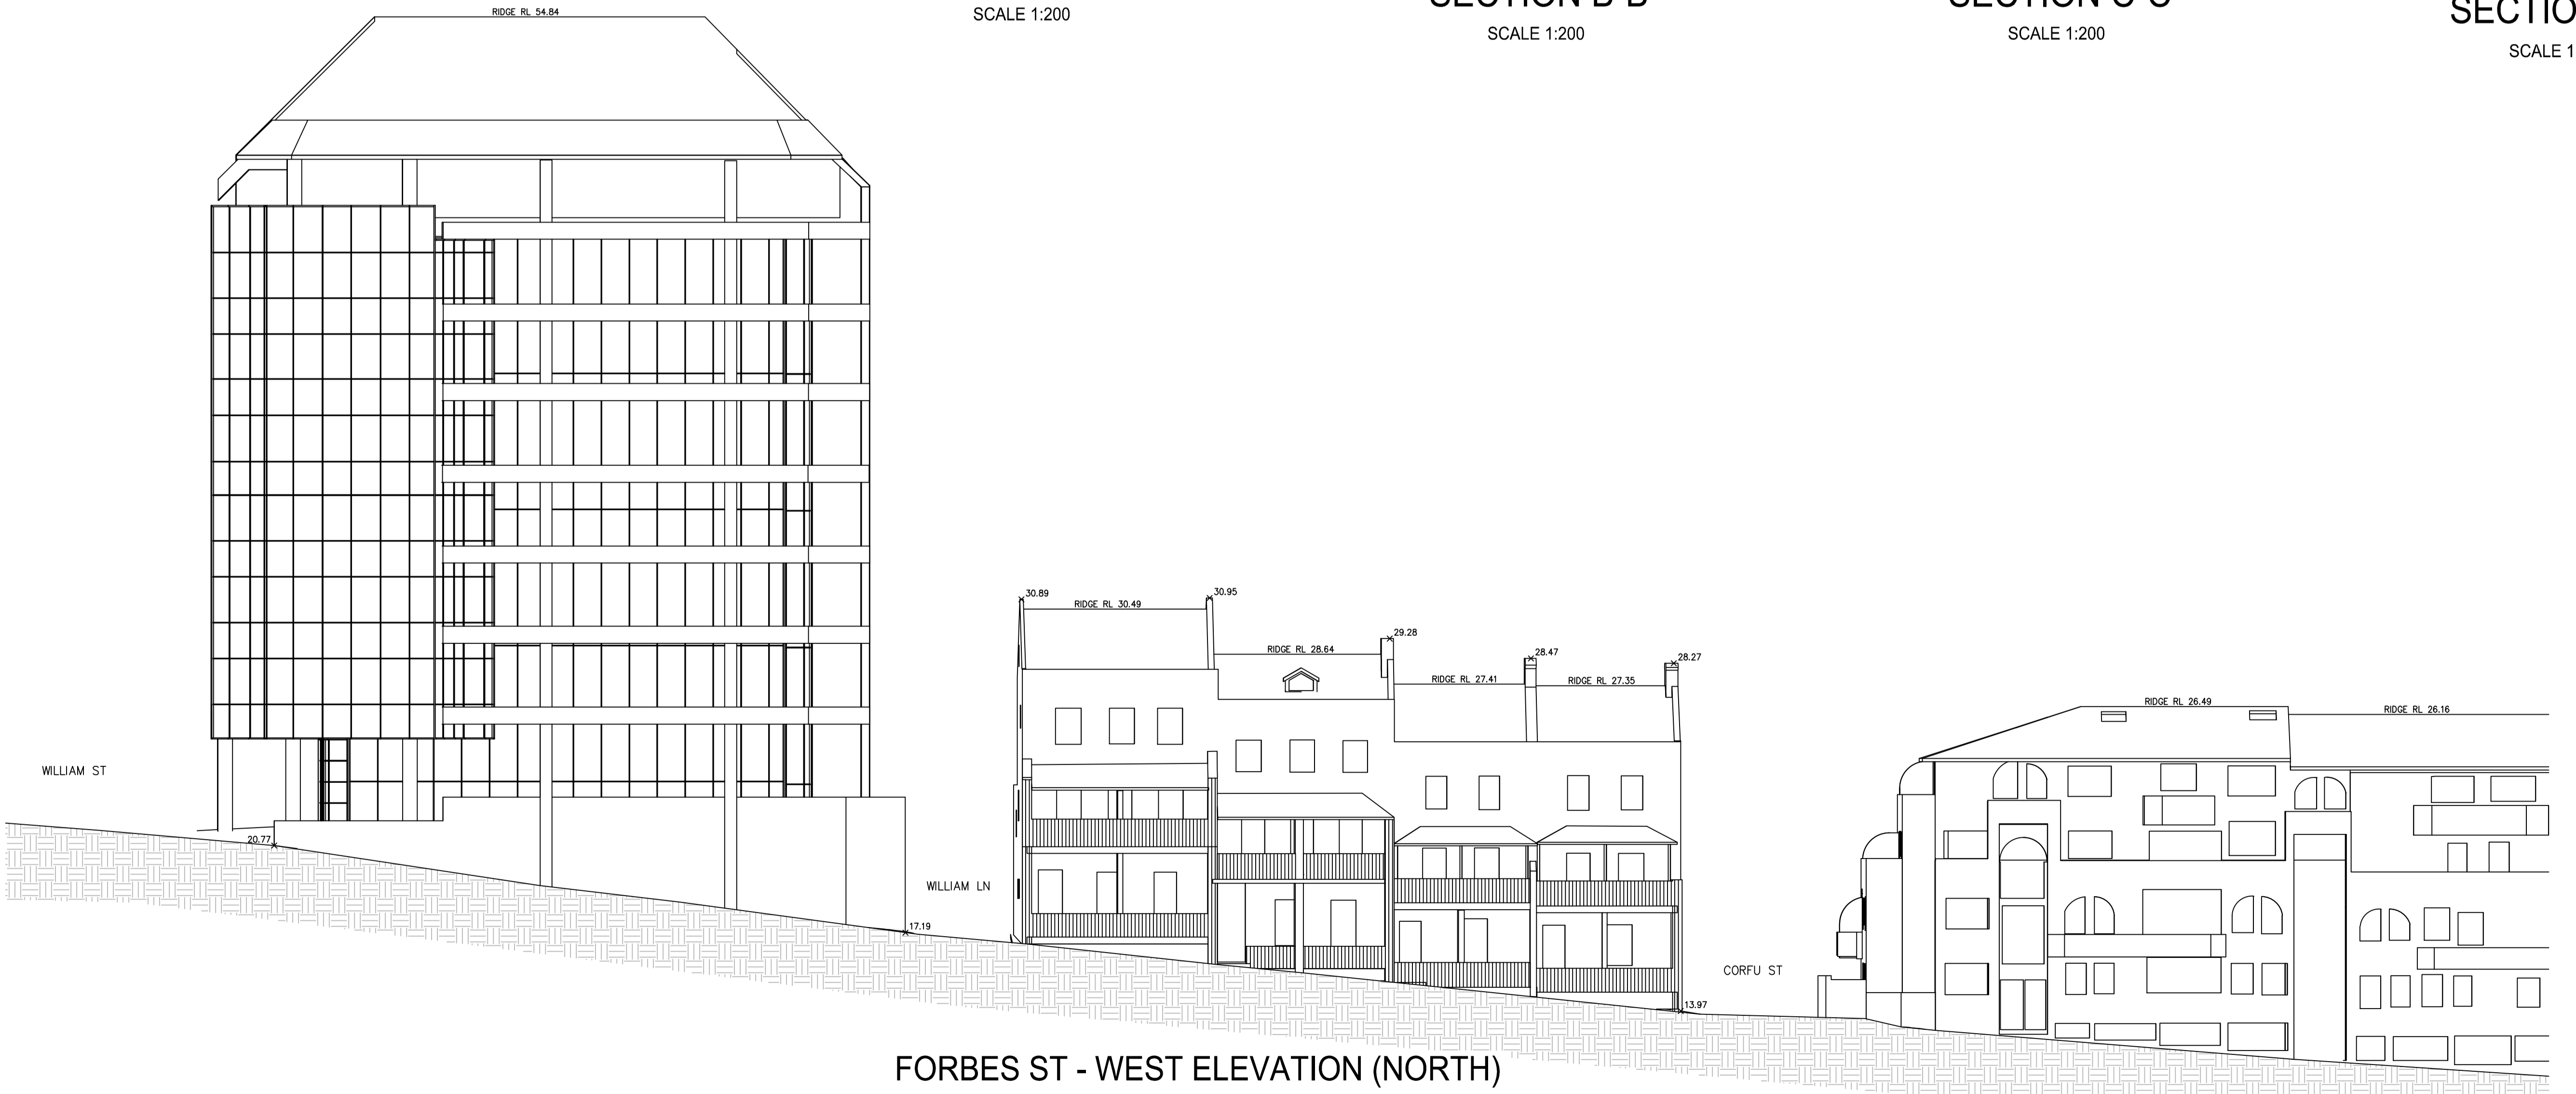 RIDGE RL 54.84
SCALE 1:200
SECTION B-B
SCALE 1:200
SCALE 1:200
SECTIO
SCALE 1
30.89
RIDGE RL 30.49
30.95
RIDGE RL 28.64
29.28
RIDGE RL 27.41
28.47
RIDGE RL 27.35
28.27
RIDGE RL 26.49
RIDGE RL 26.16
WILLIAM ST
20.77
WILLIAM LN
17.19
CORFU ST
13.97
FORBES ST - WEST ELEVATION (NORTH)